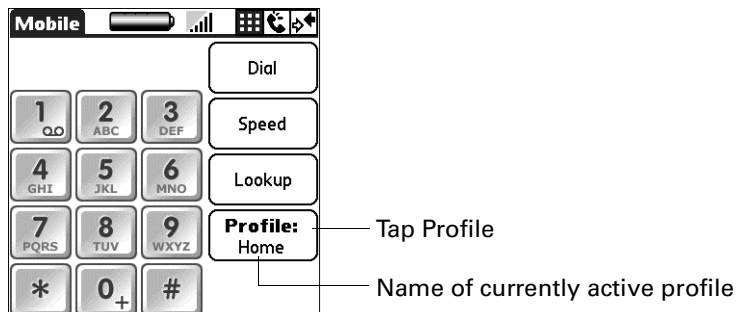 Mobile
Dial
1
2 ABC
3 DEF
Speed
4 GHI
5 JKL
6 MNO
Lookup
7 PQRS
8 TUV
9 WXYZ
Profile:
Home
Tap Profile
* 0+ #
Name of currently active profile